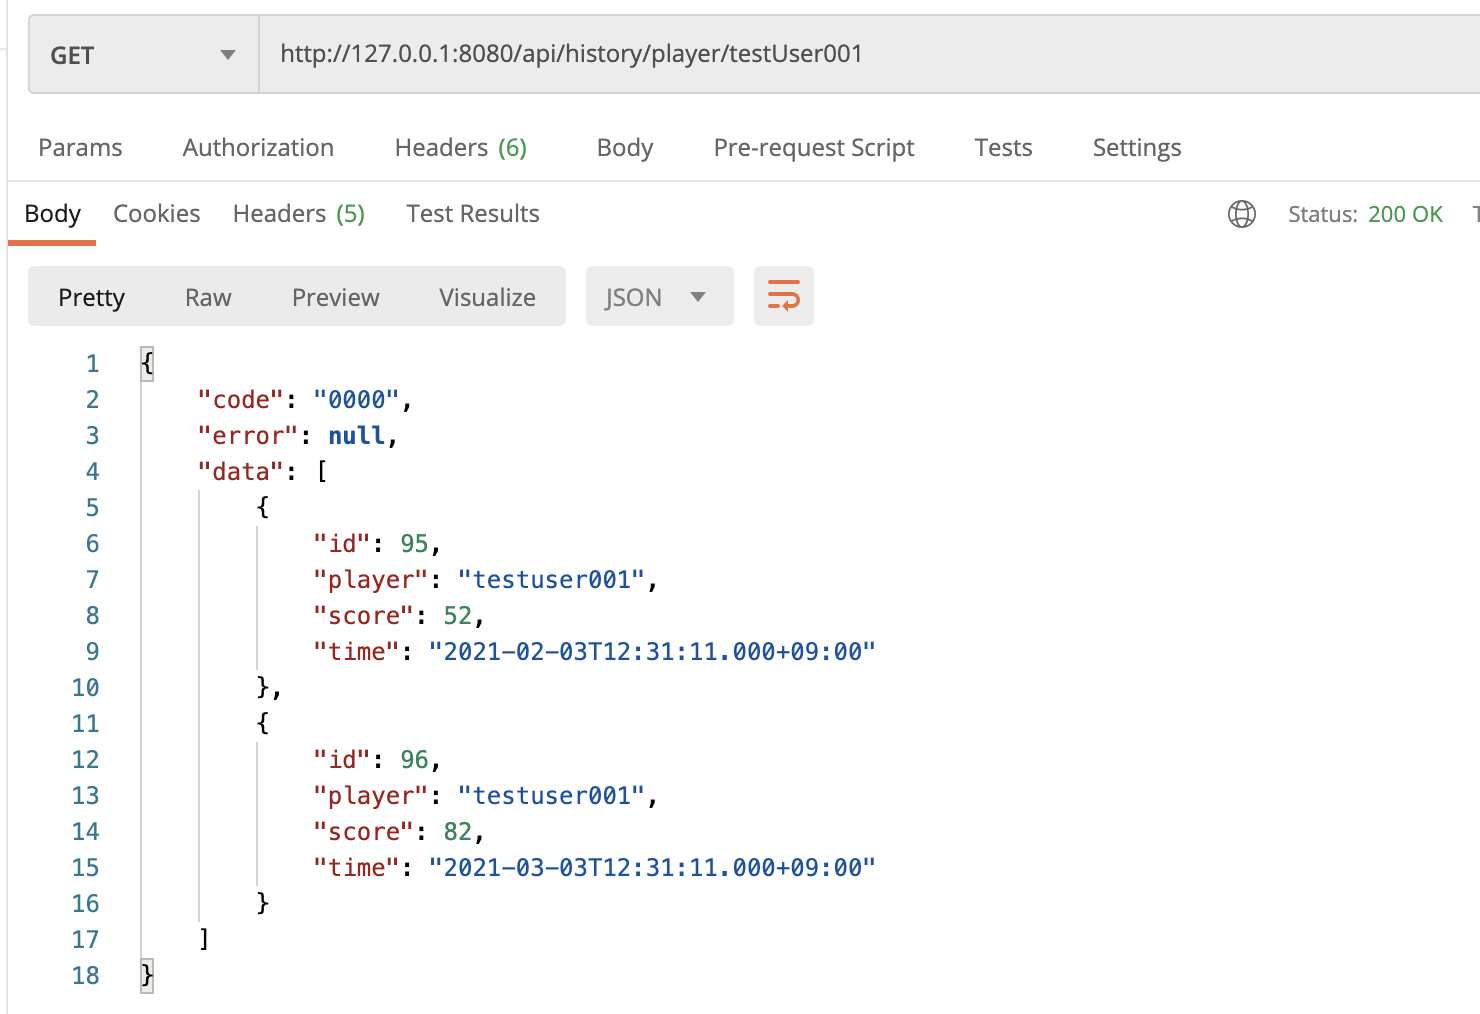 GET http://127.0.0.1:8080/api/history/player/testUser001
Params Authorization Headers (6) Body Pre-request Script Tests Settings
Body Cookies Headers (5) Test Results Status: 200 OK T
Pretty Raw Preview Visualize JSON
1 {
2 "code": "0000",
3 "error": null,
4 "data": [
5 {
6 "id": 95,
7 "player": "testuser001",
8 "score": 52,
9 "time": "2021-02-03T12:31:11.000+09:00"
10 },
11 {
12 "id": 96,
13 "player": "testuser001",
14 "score": 82,
15 "time": "2021-03-03T12:31:11.000+09:00"
16 }
17 ]
18 }